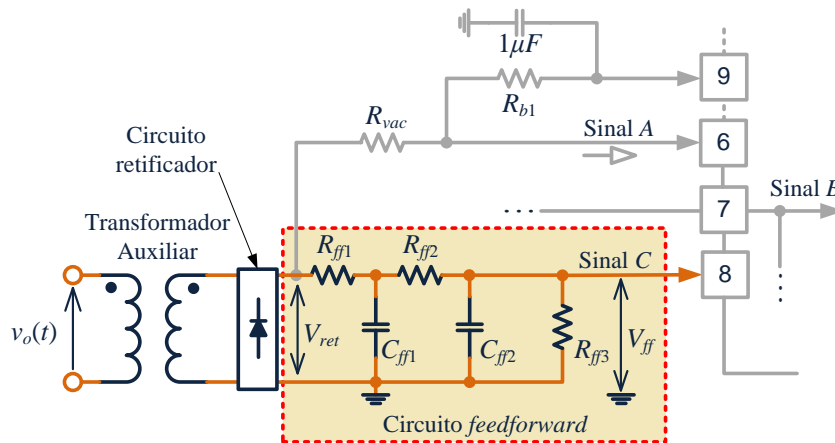 1μF
9
R_b1
R_vac
Sinal A
6
Circuito
retificador
Sinal B
7
Transformador
Auxiliar
R_ff1
R_ff2
Sinal C
8
v_o(t)
V_ret
C_ff1
C_ff2
R_ff3
V_ff
Circuito feedforward